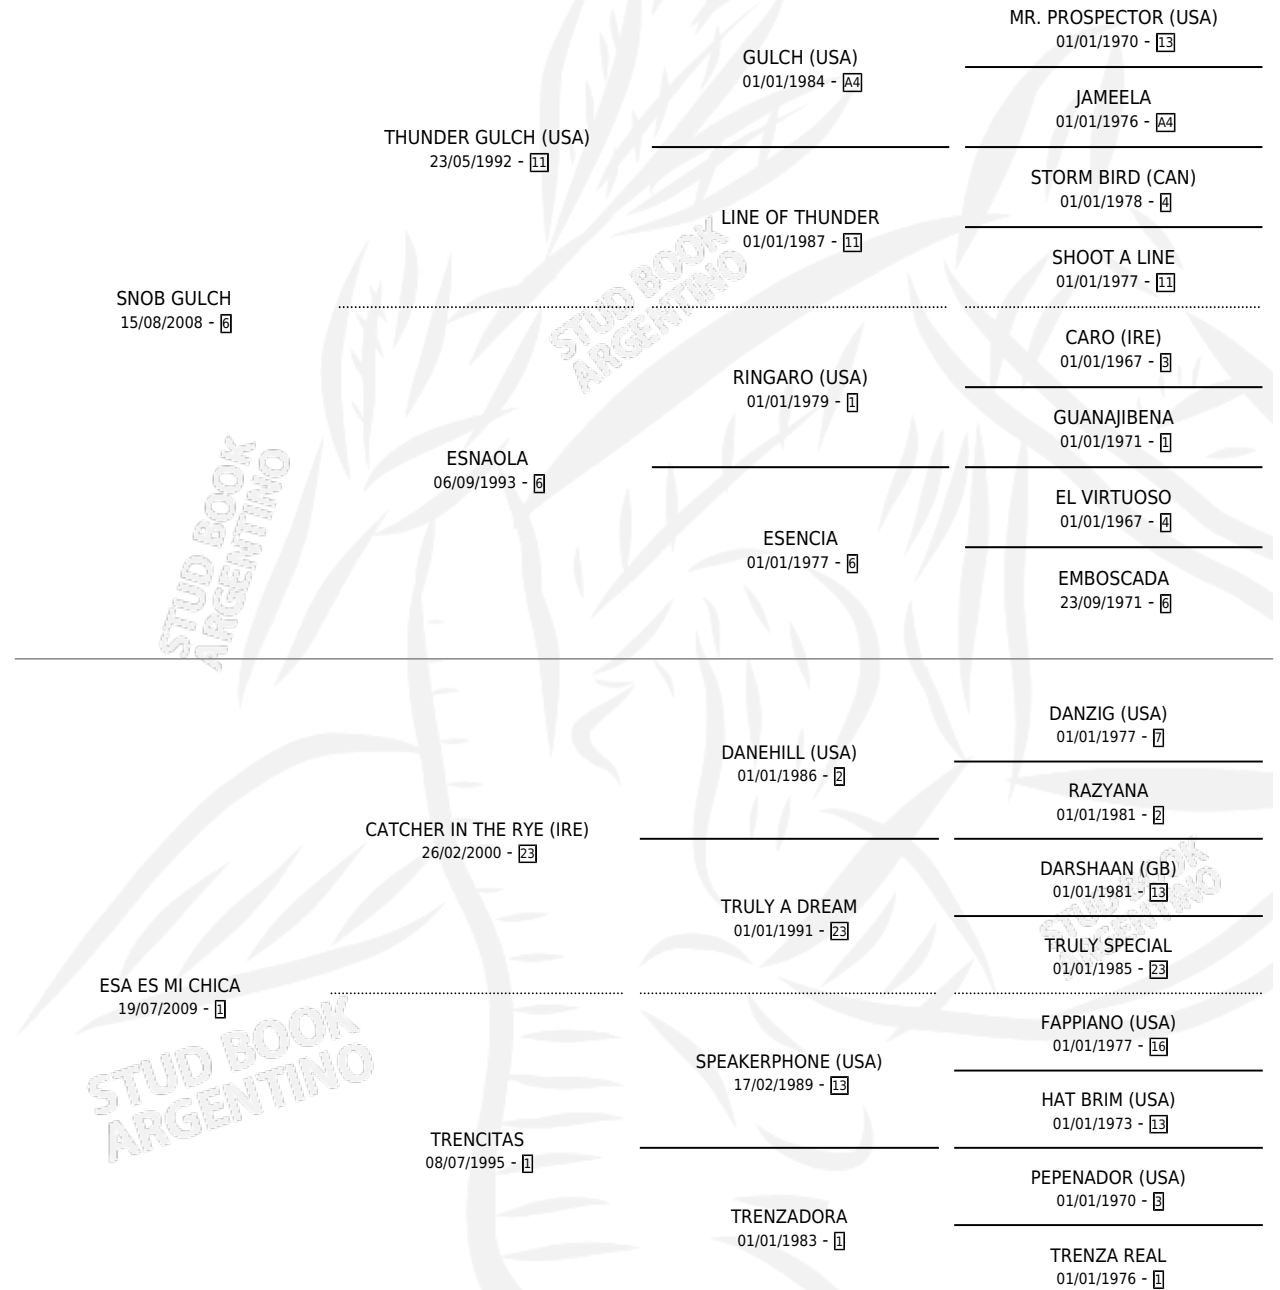 MR. PROSPECTOR (USA)
01/01/1970 - 13
GULCH (USA)
01/01/1984 - A4
JAMEELA
01/01/1976 - A4
THUNDER GULCH (USA)
23/05/1992 - 11
STORM BIRD (CAN)
01/01/1978 - 4
LINE OF THUNDER
01/01/1987 - 11
SHOOT A LINE
01/01/1977 - 11
SNOB GULCH
15/08/2008 - 6
CARO (IRE)
01/01/1967 - 3
RINGARO (USA)
01/01/1979 - 1
GUANAJIBENA
01/01/1971 - 1
ESNAOLA
06/09/1993 - 6
EL VIRTUOSO
01/01/1967 - 4
ESENCIA
01/01/1977 - 6
EMBOSCADA
23/09/1971 - 6
STUD BOOK
ARGENTINO
STUD BOOK
ARGENTINO
DANZIG (USA)
01/01/1977 - 7
DANEHILL (USA)
01/01/1986 - 2
RAZYANA
01/01/1981 - 2
CATCHER IN THE RYE (IRE)
26/02/2000 - 23
DARSHAAN (GB)
01/01/1981 - 13
TRULY A DREAM
01/01/1991 - 23
TRULY SPECIAL
01/01/1985 - 23
ESA ES MI CHICA
19/07/2009 - 1
FAPPIANO (USA)
01/01/1977 - 16
SPEAKERPHONE (USA)
17/02/1989 - 13
HAT BRIM (USA)
01/01/1973 - 13
TRENCITAS
08/07/1995 - 1
PEPENADOR (USA)
01/01/1970 - 3
TRENZADORA
01/01/1983 - 1
TRENZA REAL
01/01/1976 - 1
STUD BOOK
ARGENTINO
STUD BOOK
ARGENTINO